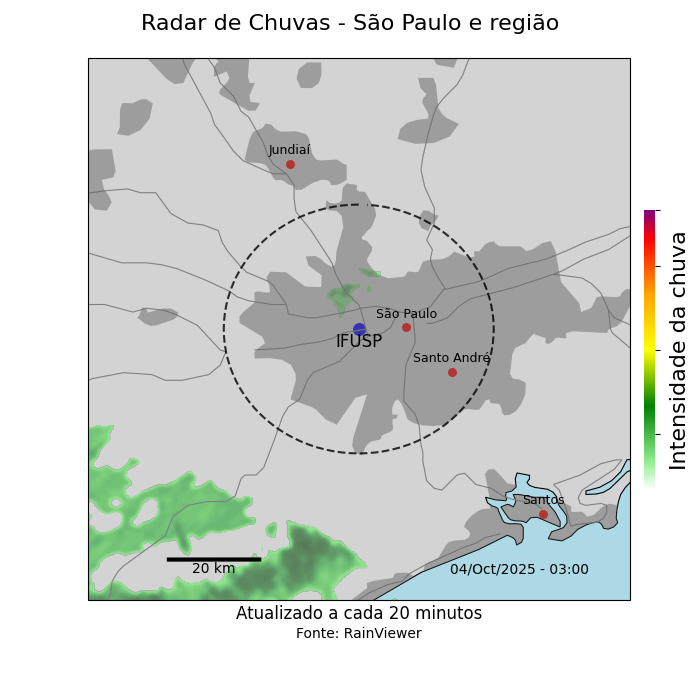 Radar de Chuvas - São Paulo e região
Jundiaí
São Paulo
IFUSP
Santo André
Santos
20 km
04/Oct/2025 - 03:00
Intensidade da chuva
Atualizado a cada 20 minutos
Fonte: RainViewer